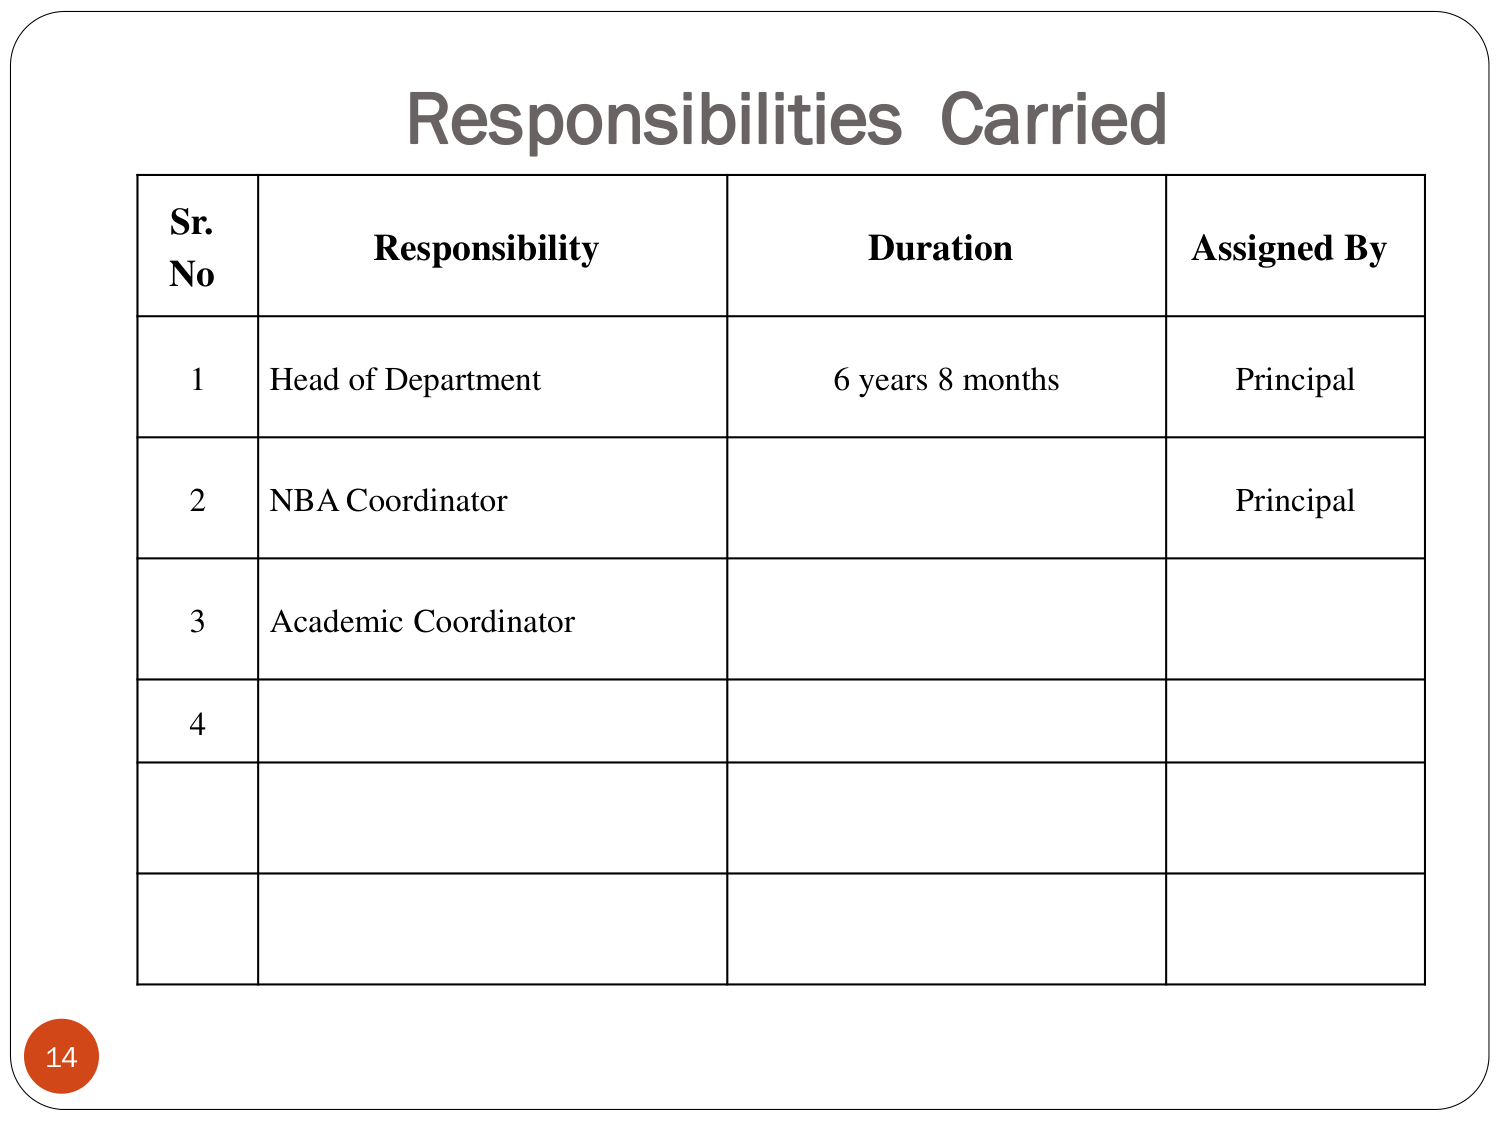 Responsibilities Carried
Sr.
No
Responsibility
Duration
Assigned By
1
Head of Department
6 years 8 months
Principal
2
NBA Coordinator
Principal
3
Academic Coordinator
4
14